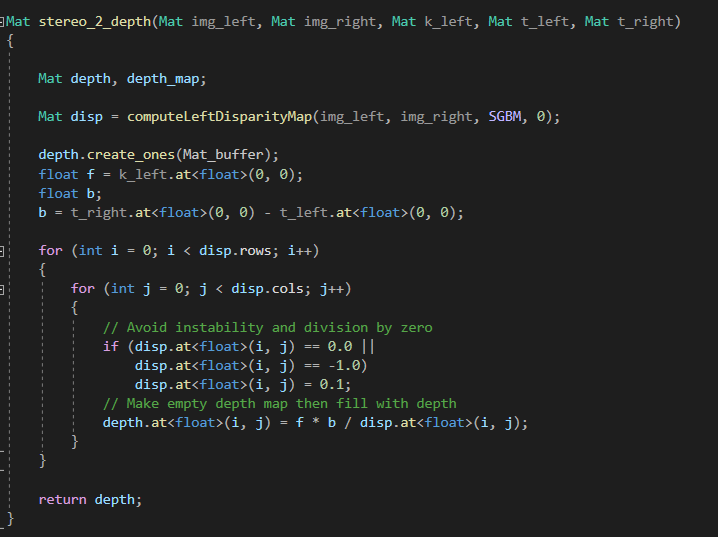 Mat stereo_2_depth(Mat img_left, Mat img_right, Mat k_left, Mat t_left, Mat t_right)
{
Mat depth, depth_map;
Mat disp = computeLeftDisparityMap(img_left, img_right, SGBM, 0);
depth.create_ones(Mat_buffer);
float f = k_left.at<float>(0, 0);
float b;
b = t_right.at<float>(0, 0) - t_left.at<float>(0, 0);
for (int i = 0; i < disp.rows; i++)
{
for (int j = 0; j < disp.cols; j++)
{
// Avoid instability and division by zero
if (disp.at<float>(i, j) == 0.0 ||
disp.at<float>(i, j) == -1.0)
disp.at<float>(i, j) = 0.1;
// Make empty depth map then fill with depth
depth.at<float>(i, j) = f * b / disp.at<float>(i, j);
}
}
return depth;
}